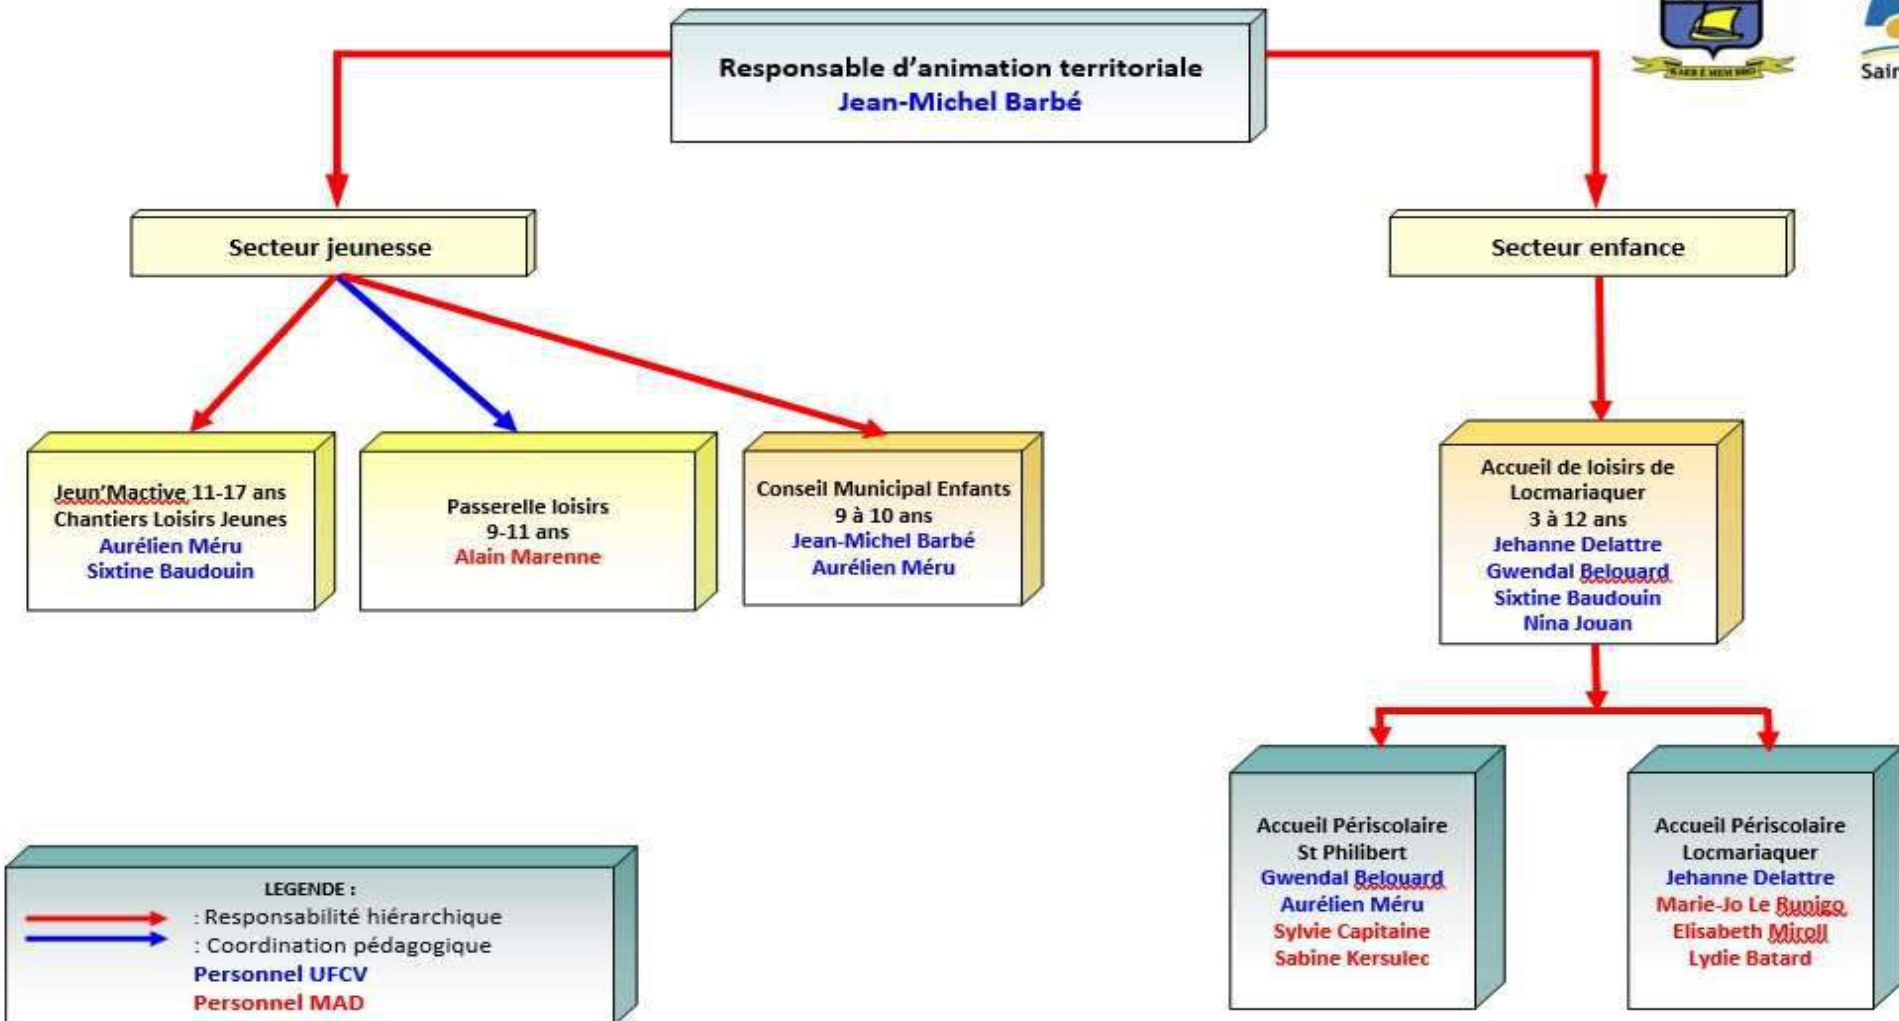 Responsable d'animation territoriale
Jean-Michel Barbé
Sain
Secteur jeunesse
Secteur enfance
Jeun'Mactive 11-17 ans
Chantiers Loisirs Jeunes
Aurélien Méru
Sixtine Baudouin
Passerelle loisirs
9-11 ans
Alain Marenne
Conseil Municipal Enfants
9 à 10 ans
Jean-Michel Barbé
Aurélien Méru
Accueil de loisirs de
Locmariaquer
3 à 12 ans
Jehanne Delattre
Gwendal Belouard
Sixtine Baudouin
Nina Jouan
Accueil Périscolaire
St Philibert
Gwendal Belouard
Aurélien Méru
Sylvie Capitaine
Sabine Kersulec
Accueil Périscolaire
Locmariaquer
Jehanne Delattre
Marie-Jo Le Runigo
Elisabeth Miroll
Lydie Batard
LEGENDE :
: Responsabilité hiérarchique
: Coordination pédagogique
Personnel UFCV
Personnel MAD